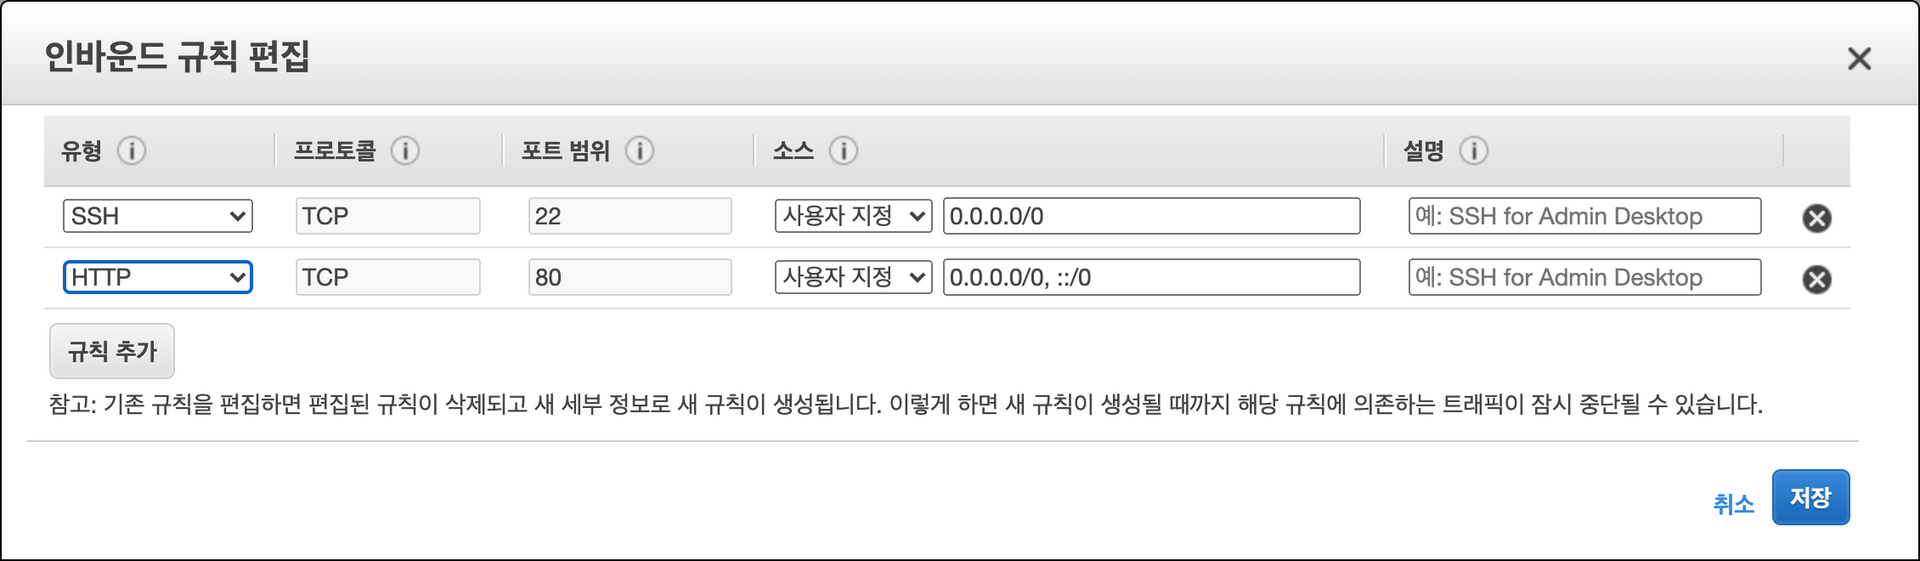 인바운드 규칙 편집
유형 프로토콜 포트 범위 소스 설명
SSH TCP 22 사용자 지정 0.0.0.0/0 예: SSH for Admin Desktop
HTTP TCP 80 사용자 지정 0.0.0.0/0, ::/0 예: SSH for Admin Desktop
규칙 추가
참고: 기존 규칙을 편집하면 편집된 규칙이 삭제되고 새 세부 정보로 새 규칙이 생성됩니다. 이렇게 하면 새 규칙이 생성될 때까지 해당 규칙에 의존하는 트래픽이 잠시 중단될 수 있습니다.
취소 저장